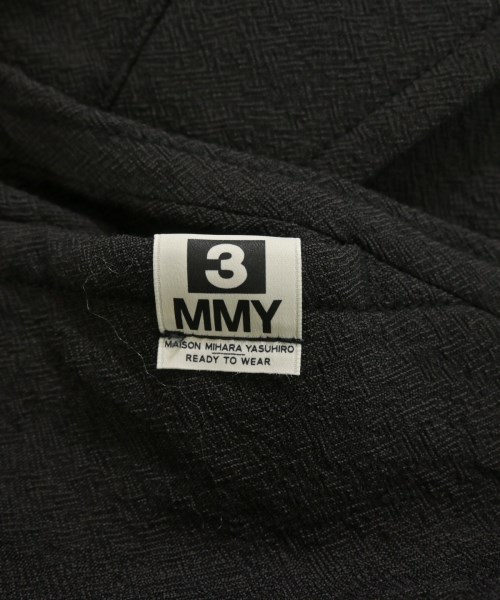 3
MMY
MAISON MIHARA YASUHIRO
READY TO WEAR